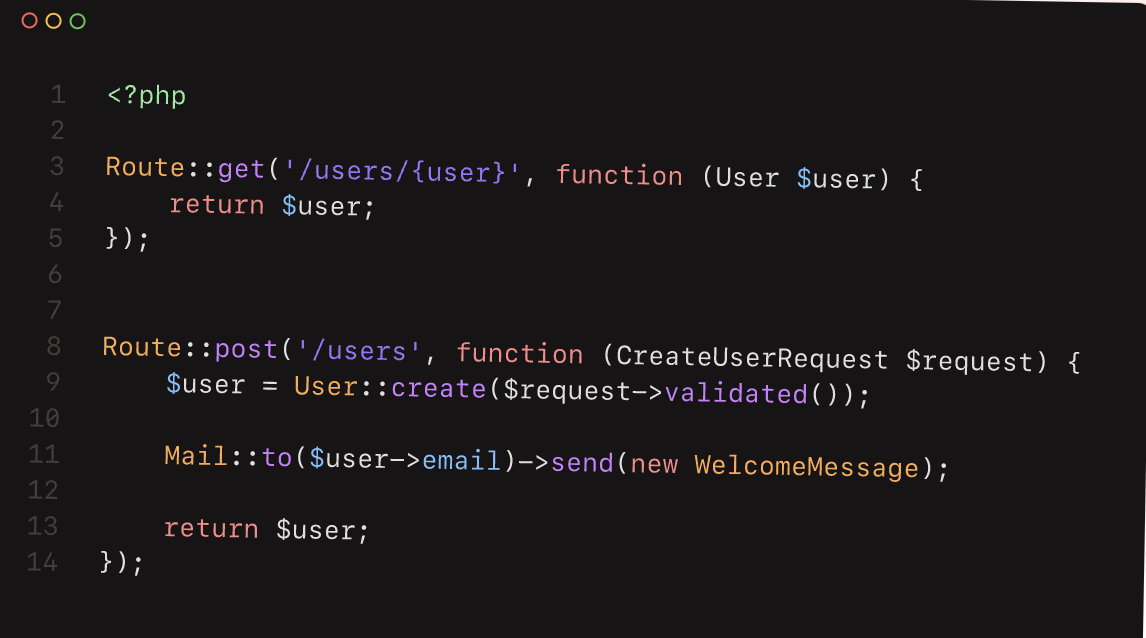 1 <?php
2
3 Route::get('/users/{user}', function (User $user) {
4     return $user;
5 });
6
7
8 Route::post('/users', function (CreateUserRequest $request) {
9     $user = User::create($request->validated());
10
11     Mail::to($user->email)->send(new WelcomeMessage);
12
13     return $user;
14 });